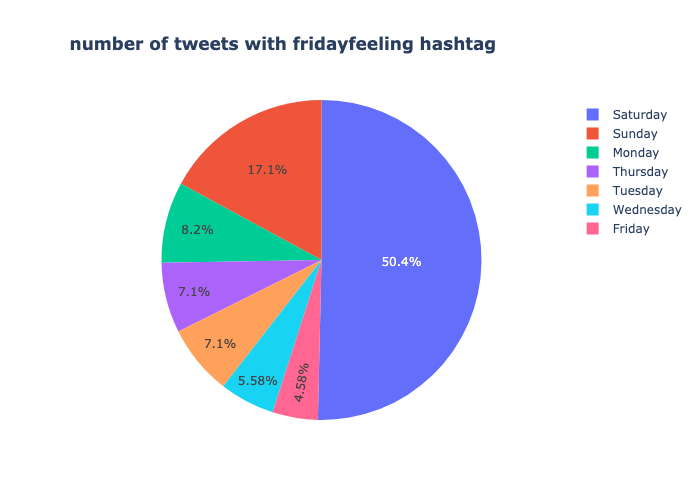 number of tweets with fridayfeeling hashtag
Saturday
Sunday
Monday
Thursday
Tuesday
Wednesday
Friday
17.1%
8.2%
50.4%
7.1%
7.1%
5.58%
4.58%